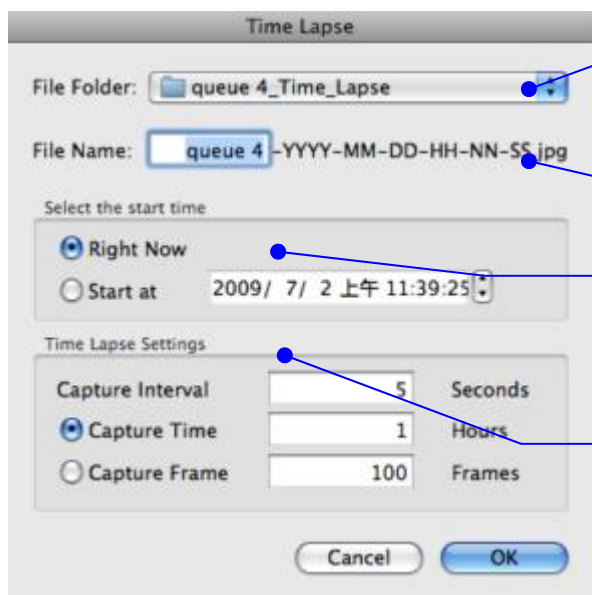 Time Lapse
File Folder: queue 4_Time_Lapse
File Name: queue 4 -YYYY-MM-DD-HH-NN-SS.jpg
Select the start time
Right Now
Start at 2009/ 7/ 2 上午 11:39:25
Time Lapse Settings
Capture Interval 5 Seconds
Capture Time 1 Hours
Capture Frame 100 Frames
Cancel OK